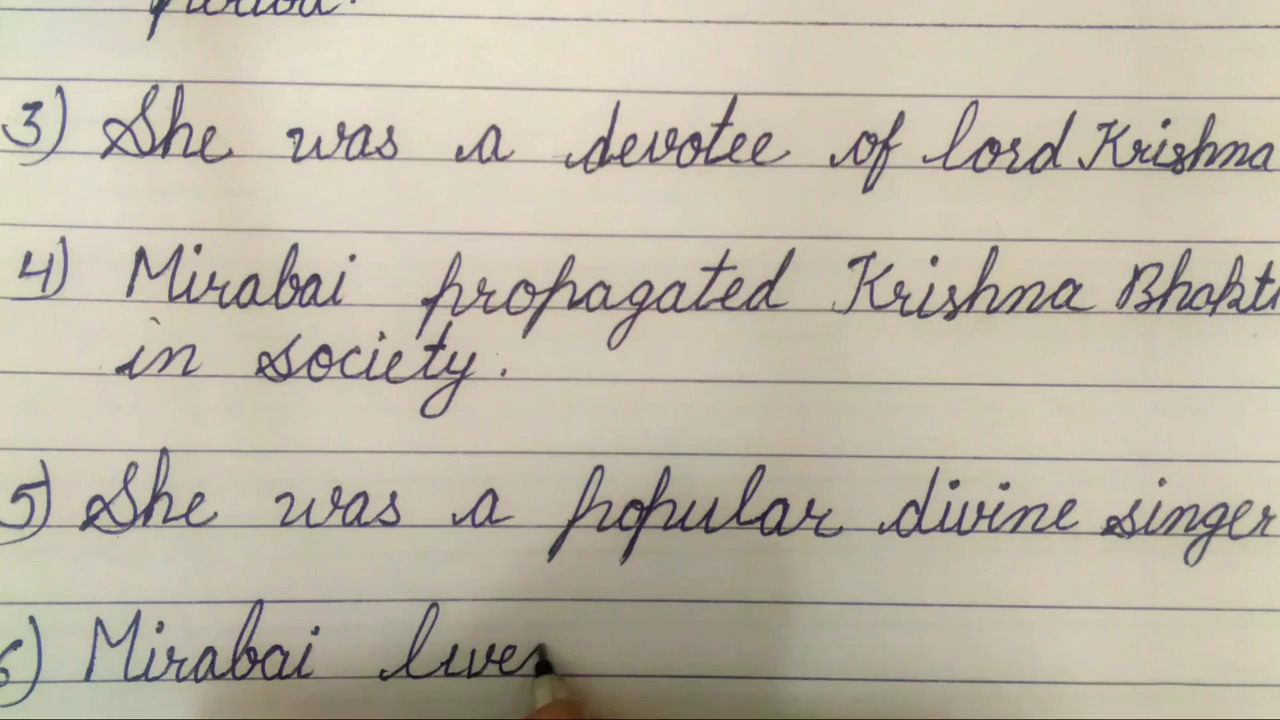 period.
3) She was a devotee of lord Krishna
4) Mirabai propagated Krishna Bhakti
in society.
5) She was a popular divine singer
6) Mirabai live